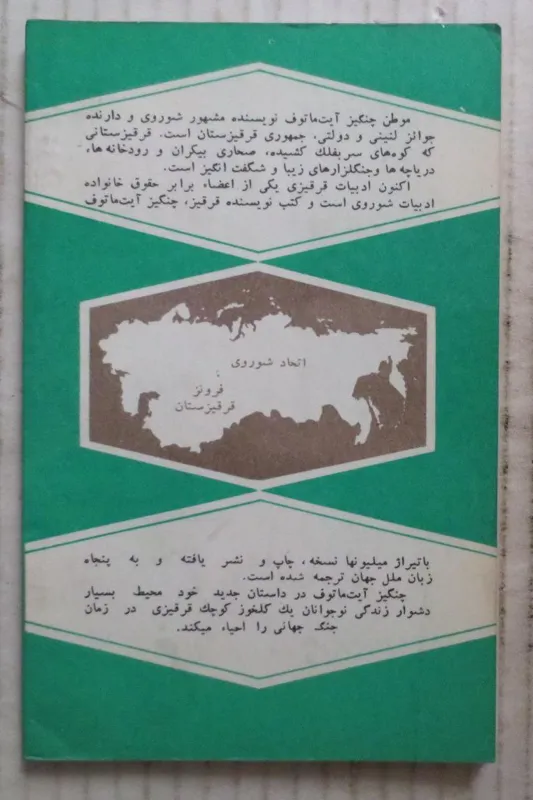 موطن چنگیز آیت‌ماتوف نویسنده مشهور شوروی و دارنده
جوائز لنینی و دولتی، جمهوری قرقیزستان است. قرقیزستانی
که کوه‌های سربفلك کشیده، صحاری بیکران و رودخانه‌ها،
دریاچه‌ها وجنگلزارهای زیبا و شگفت انگیز است.
اکنون ادبیات قرقیزی یکی از اعضاء برابر حقوق خانواده
ادبیات شوروی است و کتب نویسنده قرقیز، چنگیز آیت‌ماتوف
اتحاد شوروی
فرونز
قرقیزستان
باتیراژ میلیونها نسخه، چاپ و نشر یافته و به پنجاه
زبان ملل جهان ترجمه شده است.
چنگیز آیت‌ماتوف در داستان جدید خود محیط بسیار
دشوار زندگی نوجوانان یك کلخوز کوچك قرقیزی در زمان
جنگ جهانی را احیاء میکند.